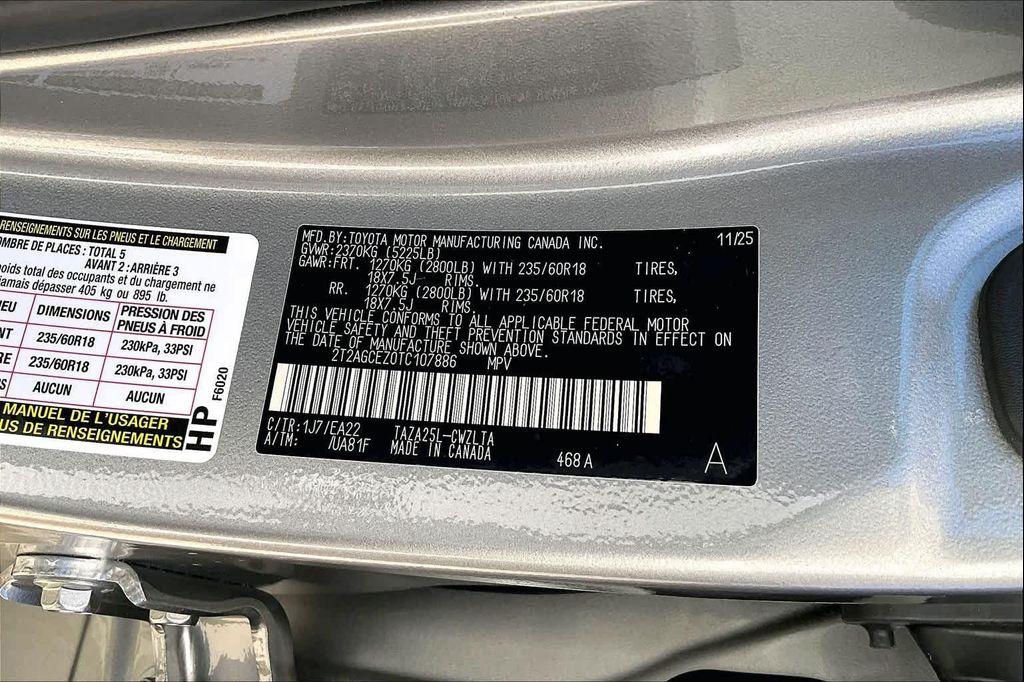 RENSEIGNEMENTS SUR LES PNEUS ET LE CHARGEMENT
OMBRE DE PLACES : TOTAL 5
AVANT 2 : ARRIÈRE 3
poids total des occupants et du chargement ne
jamais dépasser 405 kg ou 895 lb.
EU DIMENSIONS PRESSION DES PNEUS À FROID
NT 235/60R18 230kPa, 33PSI
RE 235/60R18 230kPa, 33PSI
S AUCUN AUCUN
MANUEL DE L'USAGER
US DE RENSEIGNEMENTS
HP
F6020
MFD.BY:TOYOTA MOTOR MANUFACTURING CANADA INC. 11/25
GVWR:2370KG (5225LB)
GAWR:FRT. 1270KG (2800LB) WITH 235/60R18 TIRES,
18X7.5J RIMS.
RR. 1270KG (2800LB) WITH 235/60R18 TIRES,
18X7.5J RIMS.
THIS VEHICLE CONFORMS TO ALL APPLICABLE FEDERAL MOTOR
VEHICLE SAFETY AND THEFT PREVENTION STANDARDS IN EFFECT ON
THE DATE OF MANUFACTURE SHOWN ABOVE.
2T2AGCEZ0TC107886 MPV
C/TR:1J7/EA22 TAZA25L-CWZLTA
A/TM: /UA81F MADE IN CANADA 468A A